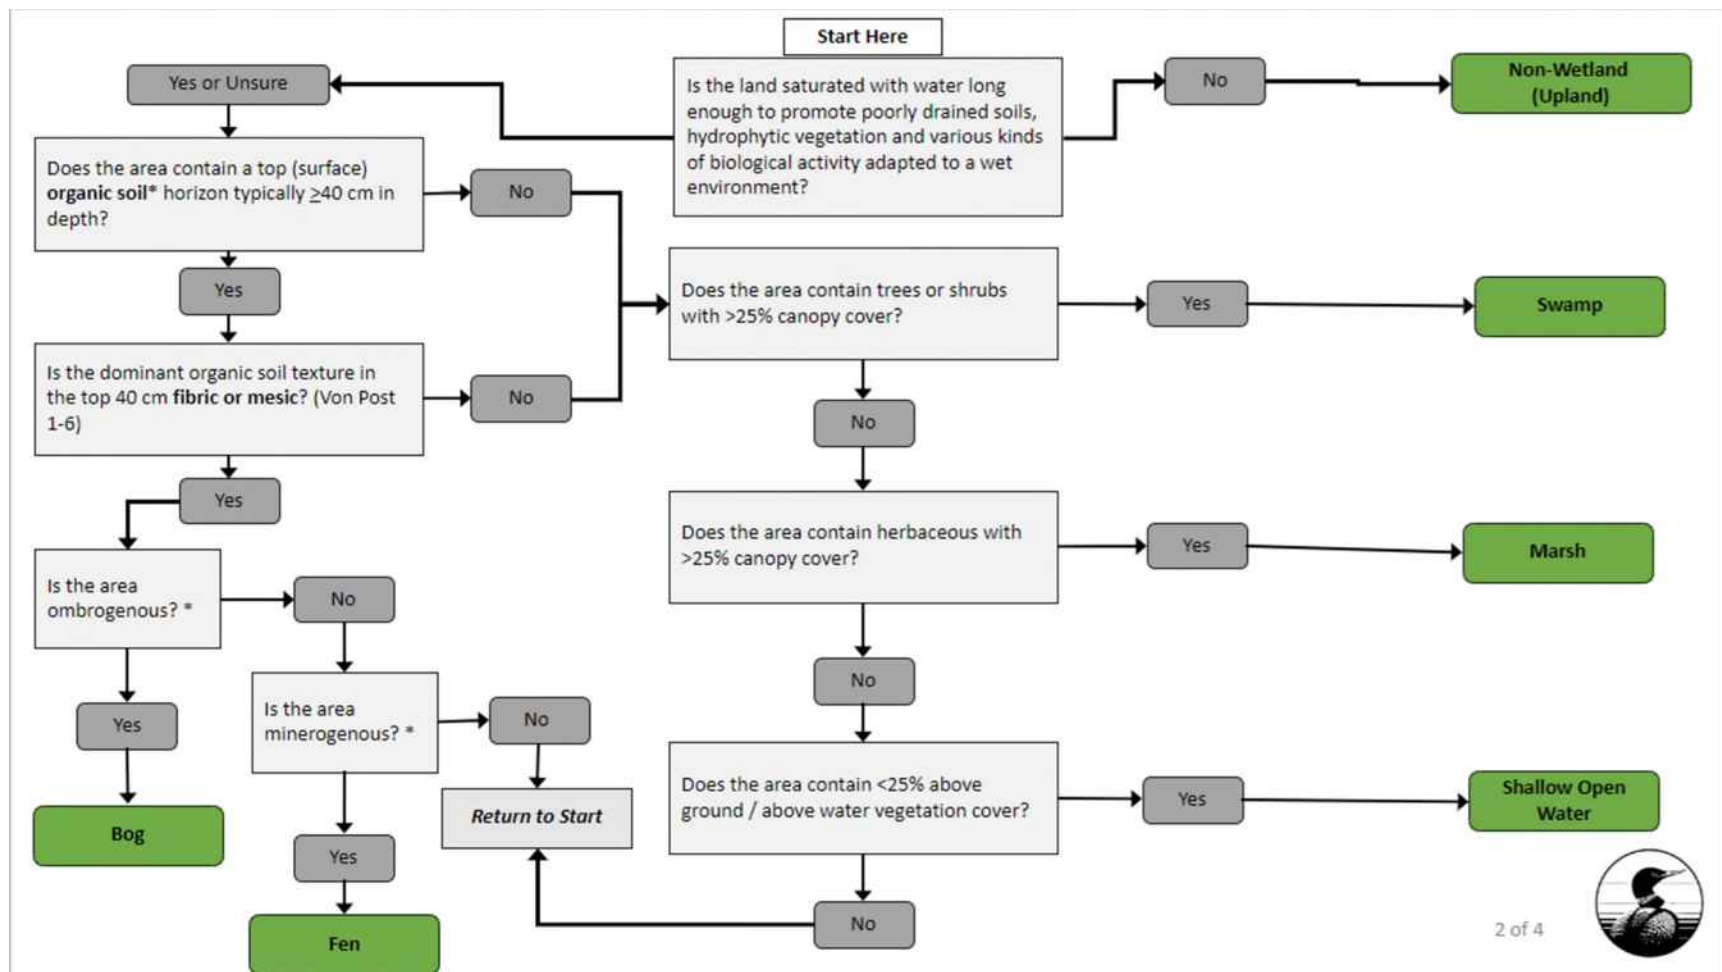 Start Here
Is the land saturated with water long
enough to promote poorly drained soils,
hydrophytic vegetation and various kinds
of biological activity adapted to a wet
environment?
No
Non-Wetland
(Upland)
Yes or Unsure
Does the area contain a top (surface)
organic soil* horizon typically ≥40 cm in
depth?
No
Yes
Is the dominant organic soil texture in
the top 40 cm fibric or mesic? (Von Post
1-6)
No
Yes
Is the area
ombrogenous? *
No
Yes
Bog
Is the area
minerogenous? *
No
Return to Start
Yes
Fen
Does the area contain trees or shrubs
with >25% canopy cover?
Yes
Swamp
No
Does the area contain herbaceous with
>25% canopy cover?
Yes
Marsh
No
Does the area contain <25% above
ground / above water vegetation cover?
Yes
Shallow Open
Water
No
2 of 4